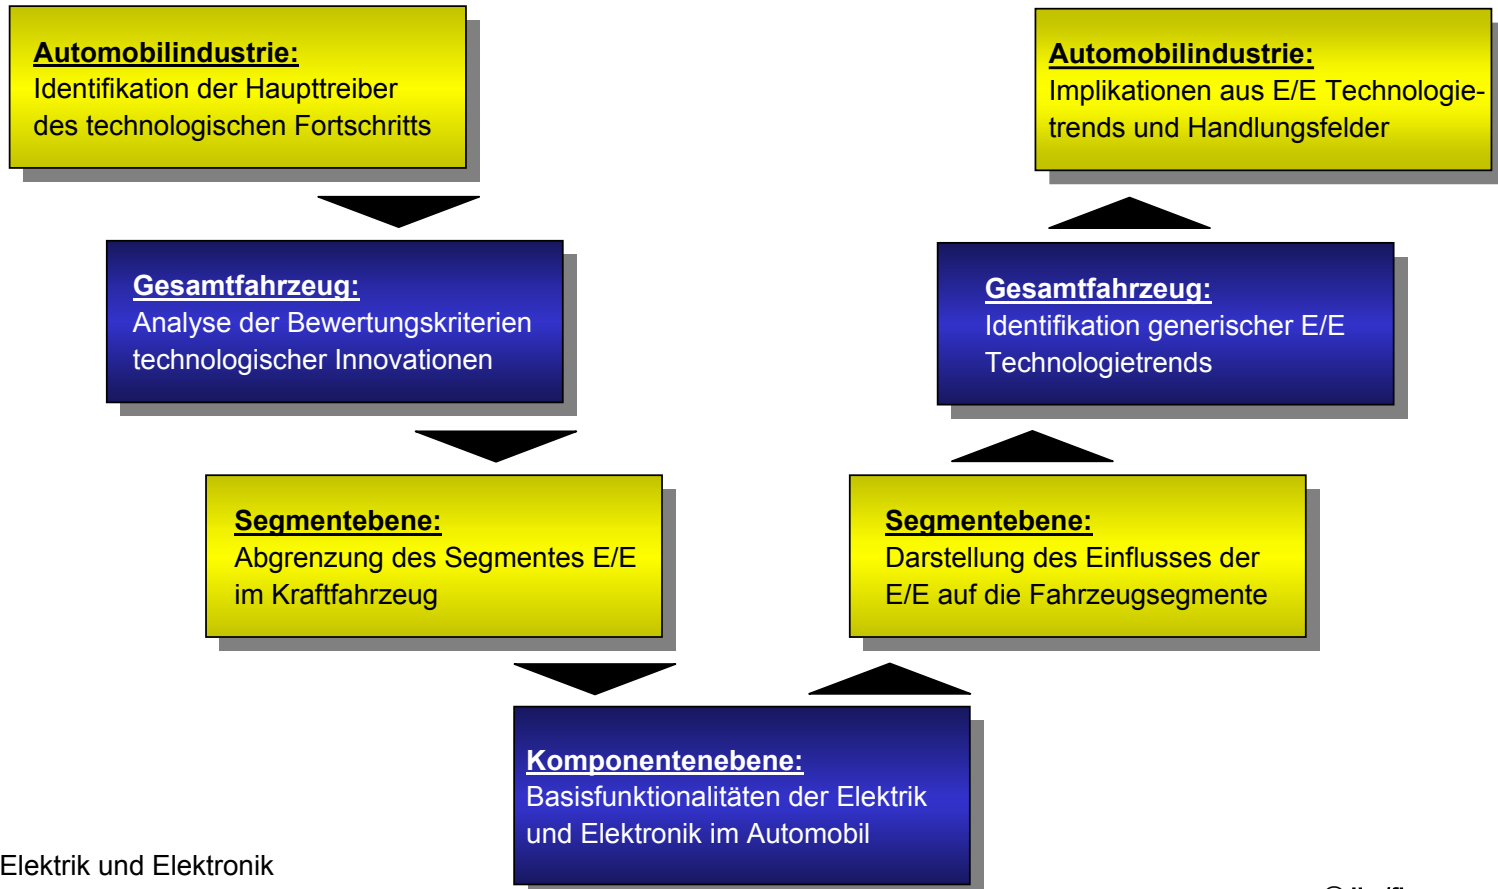 Automobilindustrie:
Identifikation der Haupttreiber
des technologischen Fortschritts
Gesamtfahrzeug:
Analyse der Bewertungskriterien
technologischer Innovationen
Segmentebene:
Abgrenzung des Segmentes E/E
im Kraftfahrzeug
Komponentenebene:
Basisfunktionalitäten der Elektrik
und Elektronik im Automobil
Segmentebene:
Darstellung des Einflusses der
E/E auf die Fahrzeugsegmente
Gesamtfahrzeug:
Identifikation generischer E/E
Technologietrends
Automobilindustrie:
Implikationen aus E/E Technologie-
trends und Handlungsfelder
Elektrik und Elektronik